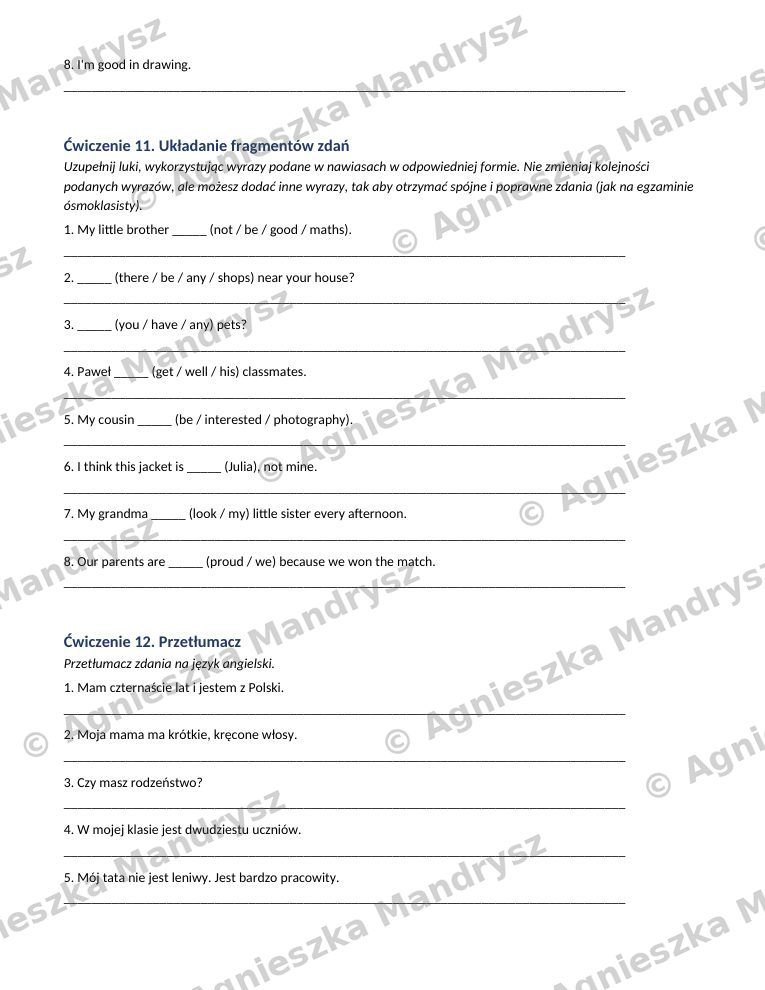 8. I'm good in drawing.
Ćwiczenie 11. Układanie fragmentów zdań
Uzupełnij luki, wykorzystując wyrazy podane w nawiasach w odpowiedniej formie. Nie zmieniaj kolejności
podanych wyrazów, ale możesz dodać inne wyrazy, tak aby otrzymać spójne i poprawne zdania (jak na egzaminie
ósmoklasisty).
1. My little brother _____ (not / be / good / maths).
2. _____ (there / be / any / shops) near your house?
3. _____ (you / have / any) pets?
4. Paweł _____ (get / well / his) classmates.
5. My cousin _____ (be / interested / photography).
6. I think this jacket is _____ (Julia), not mine.
7. My grandma _____ (look / my) little sister every afternoon.
8. Our parents are _____ (proud / we) because we won the match.
Ćwiczenie 12. Przetłumacz
Przetłumacz zdania na język angielski.
1. Mam czternaście lat i jestem z Polski.
2. Moja mama ma krótkie, kręcone włosy.
3. Czy masz rodzeństwo?
4. W mojej klasie jest dwudziestu uczniów.
5. Mój tata nie jest leniwy. Jest bardzo pracowity.
© Agnieszka Mandrysz